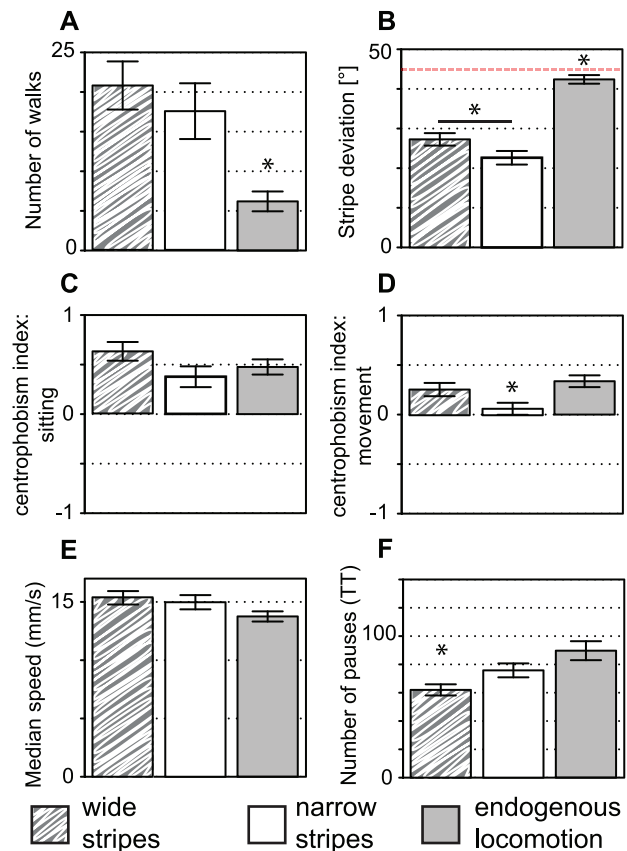 A
B
25
0
Number of walks
*
50
0
Stripe deviation [°]
*
*
C
D
1
0
-1
centrophobism index:
sitting
1
0
-1
centrophobism index:
movement
*
E
F
15
0
Median speed (mm/s)
100
0
Number of pauses (TT)
*
wide
stripes
narrow
stripes
endogenous
locomotion